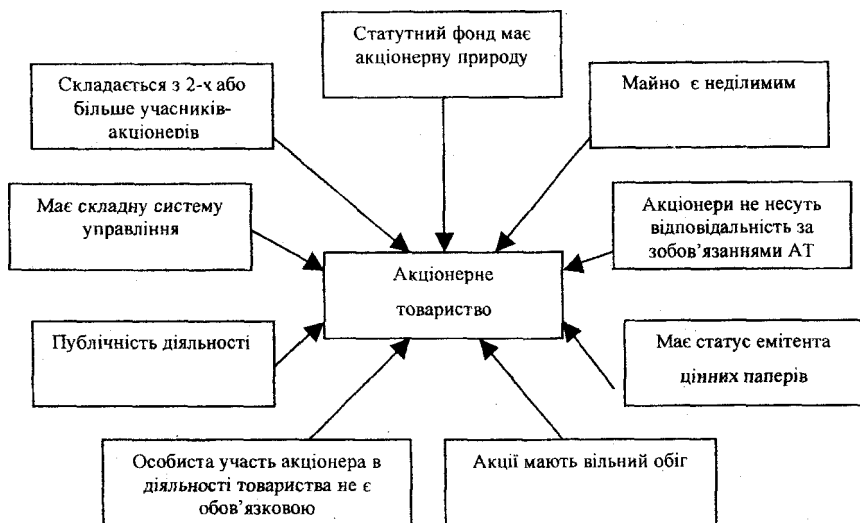 Статутний фонд має
акціонерну природу
Складається з 2-х або
більше учасників-
акціонерів
Майно є неділимим
Має складну систему
управління
Акціонери не несуть
відповідальність за
зобов'язаннями АТ
Акціонерне
товариство
Публічність діяльності
Має статус емітента
цінних паперів
Особиста участь акціонера в
діяльності товариства не є
обов'язковою
Акції мають вільний обіг